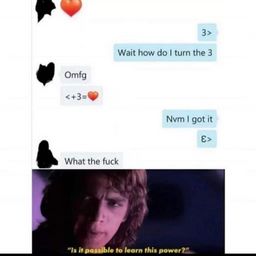 3>
Wait how do I turn the 3
Omfg
<+3=❤️
Nvm I got it
Ɛ>
What the fuck
"Is it possible to learn this power?"